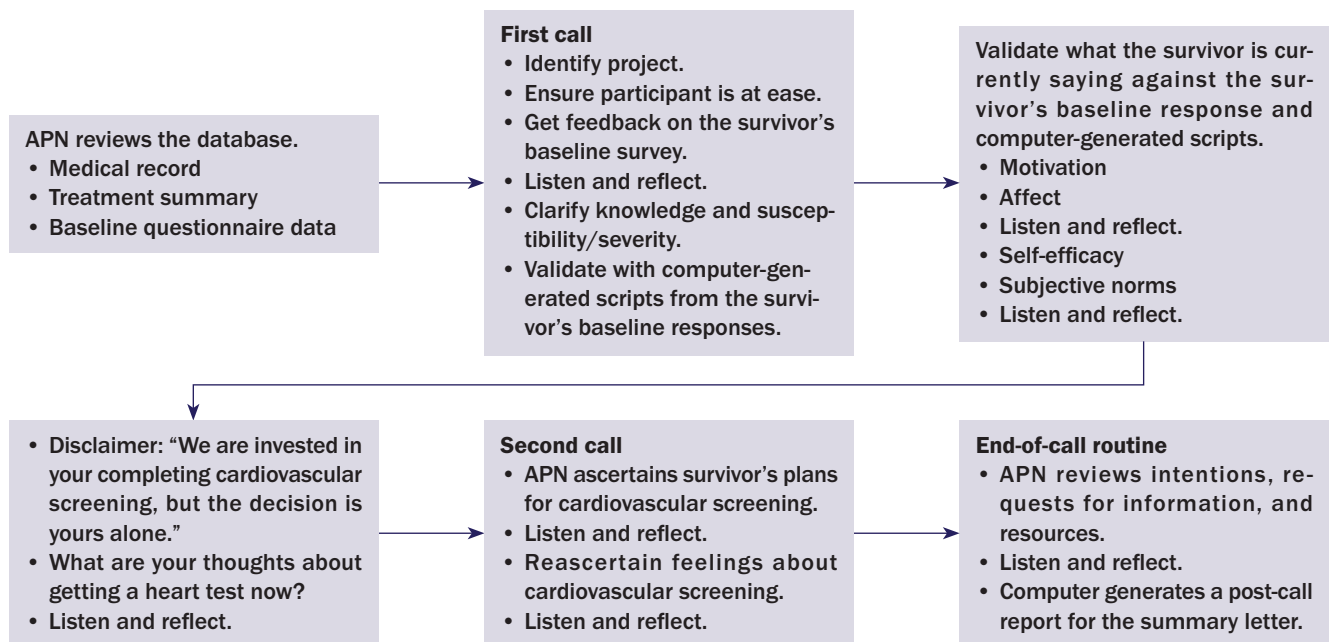 APN reviews the database.
• Medical record
• Treatment summary
• Baseline questionnaire data
First call
• Identify project.
• Ensure participant is at ease.
• Get feedback on the survivor’s
baseline survey.
• Listen and reflect.
• Clarify knowledge and suscep-
tibility/severity.
• Validate with computer-gen-
erated scripts from the survi-
vor’s baseline responses.
Validate what the survivor is cur-
rently saying against the sur-
vivor’s baseline response and
computer-generated scripts.
• Motivation
• Affect
• Listen and reflect.
• Self-efficacy
• Subjective norms
• Listen and reflect.
• Disclaimer: “We are invested in
your completing cardiovascular
screening, but the decision is
yours alone.”
• What are your thoughts about
getting a heart test now?
• Listen and reflect.
Second call
• APN ascertains survivor’s plans
for cardiovascular screening.
• Listen and reflect.
• Reascertain feelings about
cardiovascular screening.
• Listen and reflect.
End-of-call routine
• APN reviews intentions, re-
quests for information, and
resources.
• Listen and reflect.
• Computer generates a post-call
report for the summary letter.